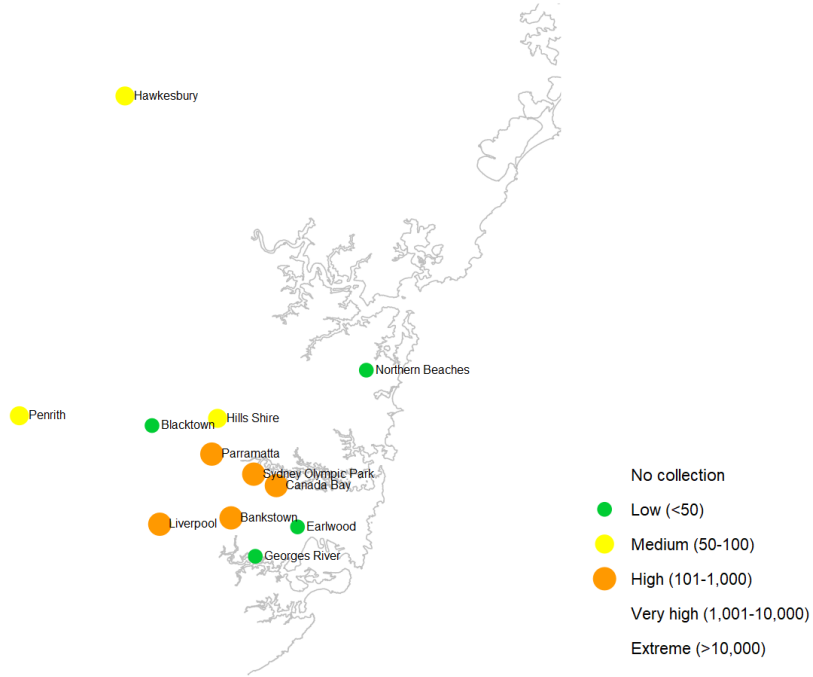 Hawkesbury
Northern Beaches
Penrith
Hills Shire
Blacktown
Parramatta
Sydney Olympic Park
Canada Bay
Bankstown
Liverpool
Earlwood
Georges River
No collection
Low (<50)
Medium (50-100)
High (101-1,000)
Very high (1,001-10,000)
Extreme (>10,000)